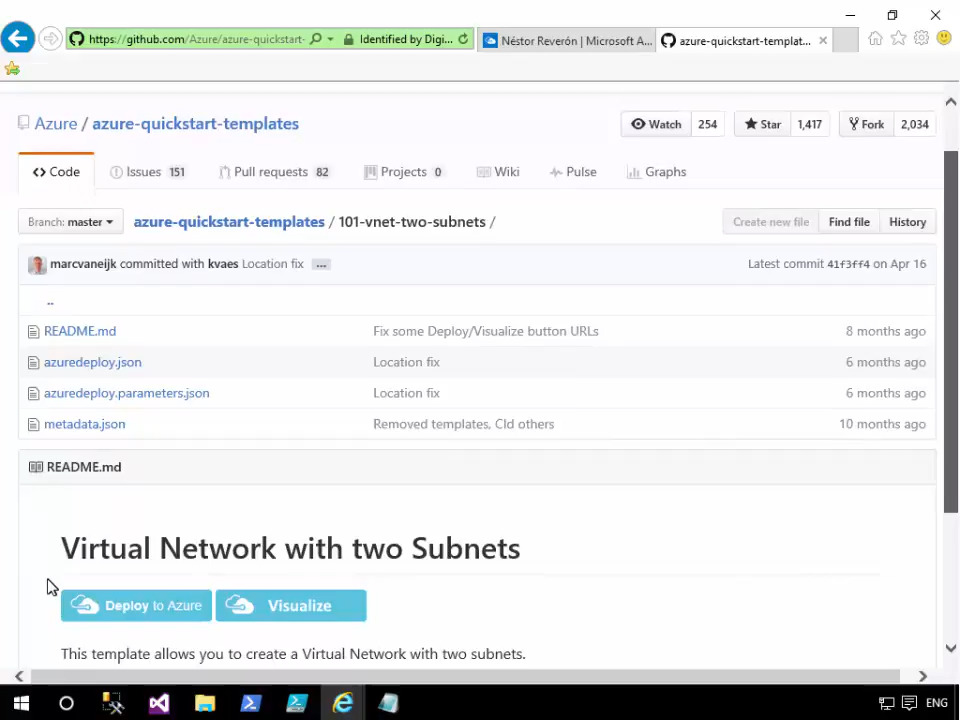 https://github.com/Azure/azure-quickstart- Identified by Digi... Néstor Reverón | Microsoft A... azure-quickstart-templat...
Azure / azure-quickstart-templates Watch 254 Star 1,417 Fork 2,034
Code Issues 151 Pull requests 82 Projects 0 Wiki Pulse Graphs
Branch: master azure-quickstart-templates / 101-vnet-two-subnets / Create new file Find file History
marcvaneijk committed with kvaes Location fix ... Latest commit 41f3ff4 on Apr 16
..
README.md Fix some Deploy/Visualize button URLs 8 months ago
azuredeploy.json Location fix 6 months ago
azuredeploy.parameters.json Location fix 6 months ago
metadata.json Removed templates, Cld others 10 months ago
README.md
Virtual Network with two Subnets
Deploy to Azure Visualize
This template allows you to create a Virtual Network with two subnets.
ENG